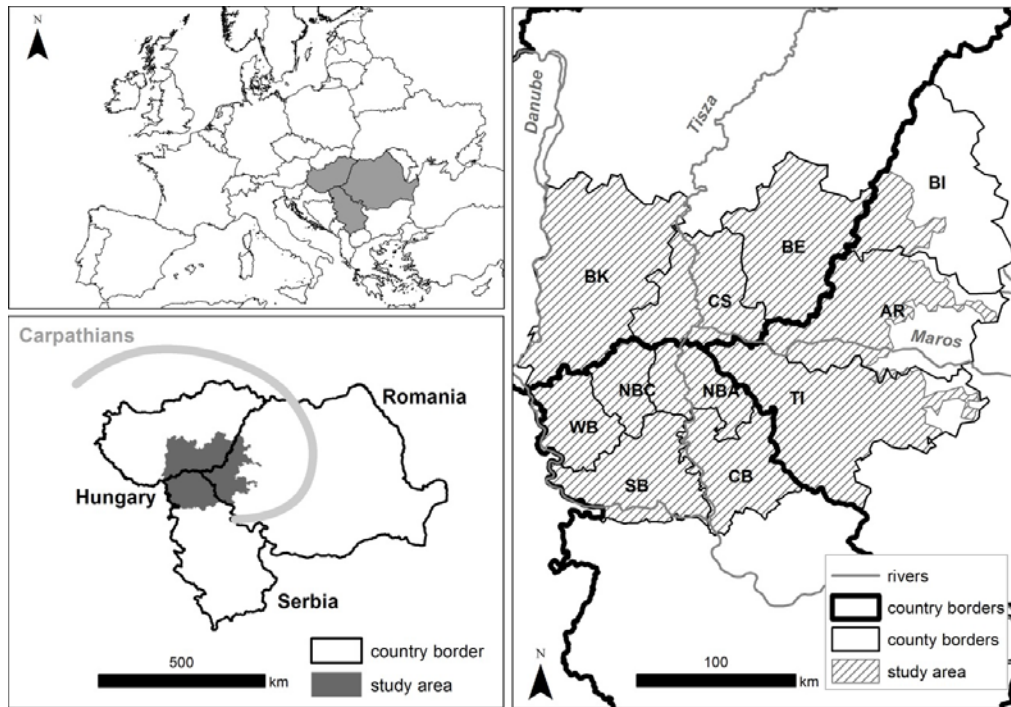 N
Carpathians
Romania
Hungary
Serbia
country border
study area
500
km
Danube
Tisza
BI
BE
BK
CS
AR
Maros
NBC
NBA
TI
WB
SB
CB
rivers
country borders
county borders
study area
N
100
km